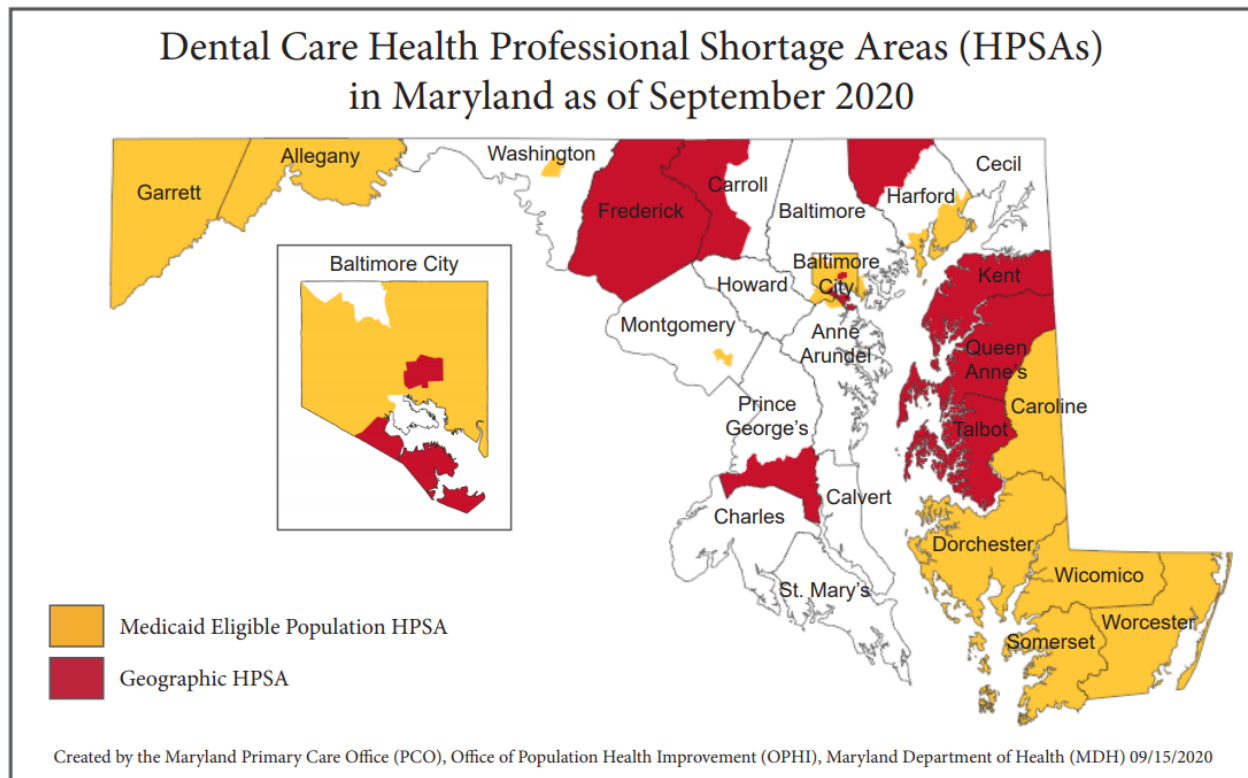 Dental Care Health Professional Shortage Areas (HPSAs)
in Maryland as of September 2020
Garrett
Allegany
Washington
Frederick
Carroll
Baltimore
Harford
Cecil
Baltimore
City
Howard
Montgomery
Anne
Arundel
Kent
Queen
Anne's
Caroline
Talbot
Prince
George's
Charles
Calvert
St. Mary's
Dorchester
Wicomico
Worcester
Somerset
Baltimore City
Medicaid Eligible Population HPSA
Geographic HPSA
Created by the Maryland Primary Care Office (PCO), Office of Population Health Improvement (OPHI), Maryland Department of Health (MDH) 09/15/2020